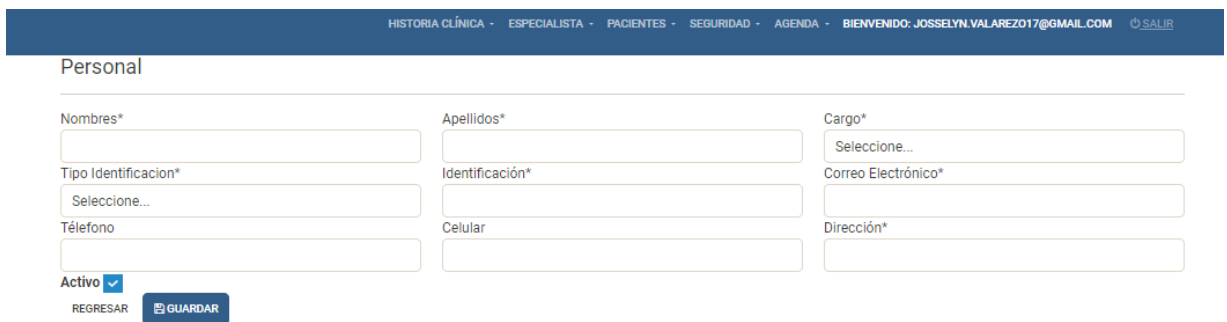 HISTORIA CLÍNICA - ESPECIALISTA - PACIENTES - SEGURIDAD - AGENDA - BIENVENIDO: JOSSELYN.VALAREZO17@GMAIL.COM SALIR
Personal
Nombres* Apellidos* Cargo*
Seleccione...
Tipo Identificacion* Identificación* Correo Electrónico*
Seleccione...
Télefono Celular Dirección*
Activo
REGRESAR GUARDAR